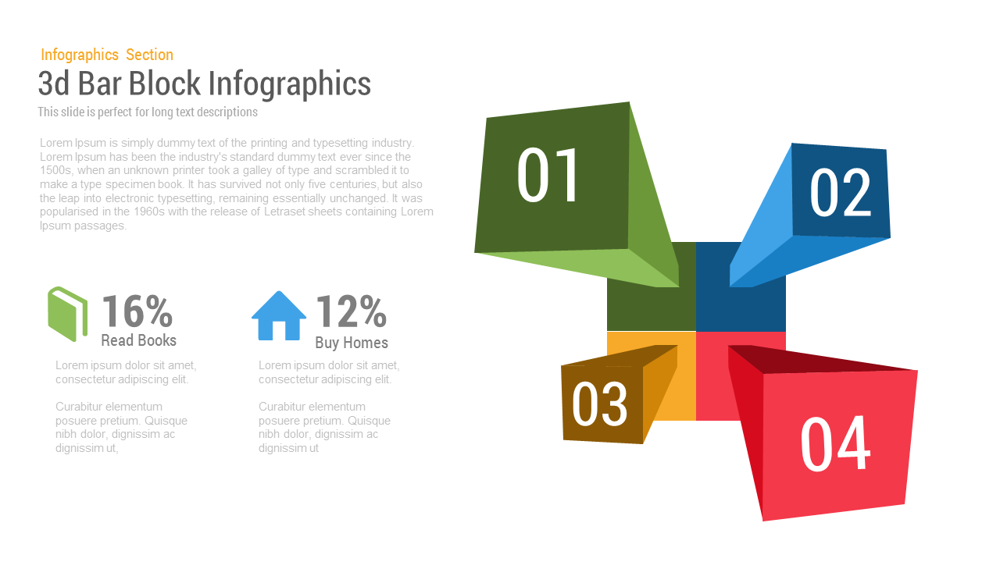 Infographics Section
3d Bar Block Infographics
This slide is perfect for long text descriptions
Lorem Ipsum is simply dummy text of the printing and typesetting industry.
Lorem Ipsum has been the industry's standard dummy text ever since the
1500s, when an unknown printer took a galley of type and scrambled it to
make a type specimen book. It has survived not only five centuries, but also
the leap into electronic typesetting, remaining essentially unchanged. It was
popularised in the 1960s with the release of Letraset sheets containing Lorem
Ipsum passages.
16%
Read Books
Lorem ipsum dolor sit amet,
consectetur adipiscing elit.
Curabitur elementum
posuere pretium. Quisque
nibh dolor, dignissim ac
dignissim ut,
12%
Buy Homes
Lorem ipsum dolor sit amet,
consectetur adipiscing elit.
Curabitur elementum
posuere pretium. Quisque
nibh dolor, dignissim ac
dignissim ut
01
02
03
04